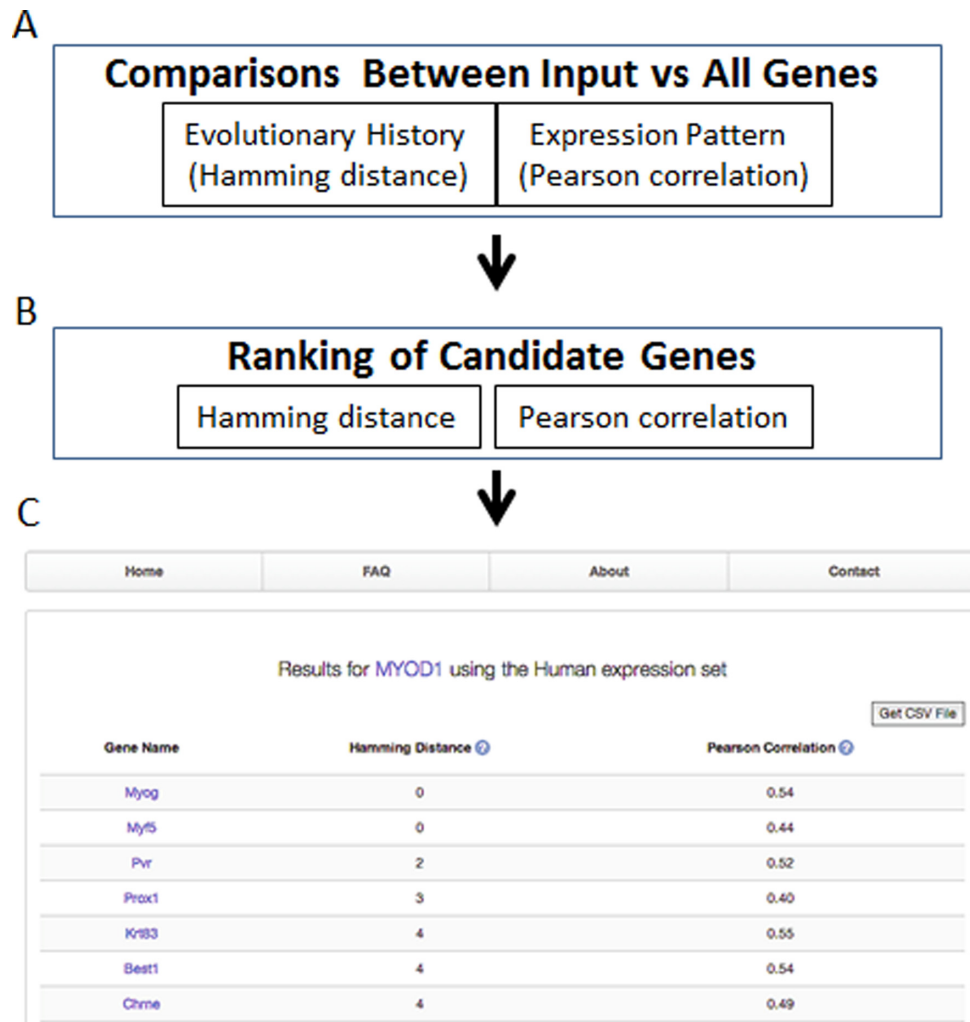 A
Comparisons Between Input vs All Genes
Evolutionary History
(Hamming distance)
Expression Pattern
(Pearson correlation)
B
Ranking of Candidate Genes
Hamming distance
Pearson correlation
C
Home FAQ About Contact
Results for MYOD1 using the Human expression set
Get CSV File
Gene Name Hamming Distance ? Pearson Correlation ?
Myog 0 0.54
Myf5 0 0.44
Pvr 2 0.52
Prox1 3 0.40
Krt83 4 0.55
Best1 4 0.54
Chrne 4 0.49